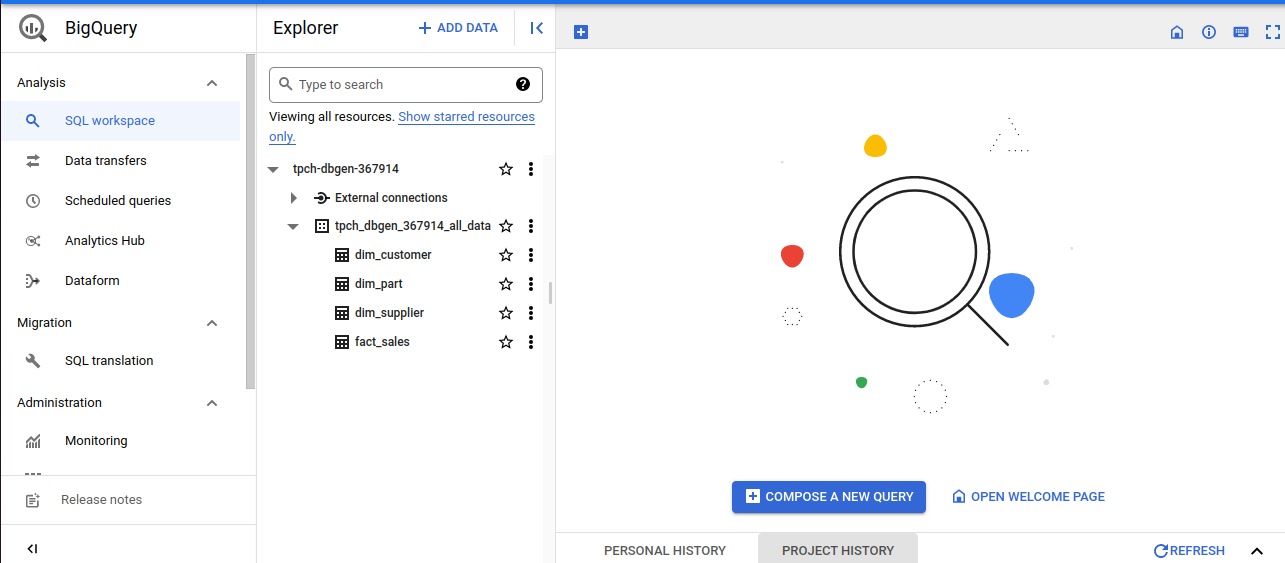 BigQuery
Analysis
SQL workspace
Data transfers
Scheduled queries
Analytics Hub
Dataform
Migration
SQL translation
Administration
Monitoring
Release notes
Explorer
ADD DATA
Type to search
Viewing all resources. Show starred resources
only.
tpch-dbgen-367914
External connections
tpch_dbgen_367914_all_data
dim_customer
dim_part
dim_supplier
fact_sales
COMPOSE A NEW QUERY
OPEN WELCOME PAGE
PERSONAL HISTORY
PROJECT HISTORY
REFRESH